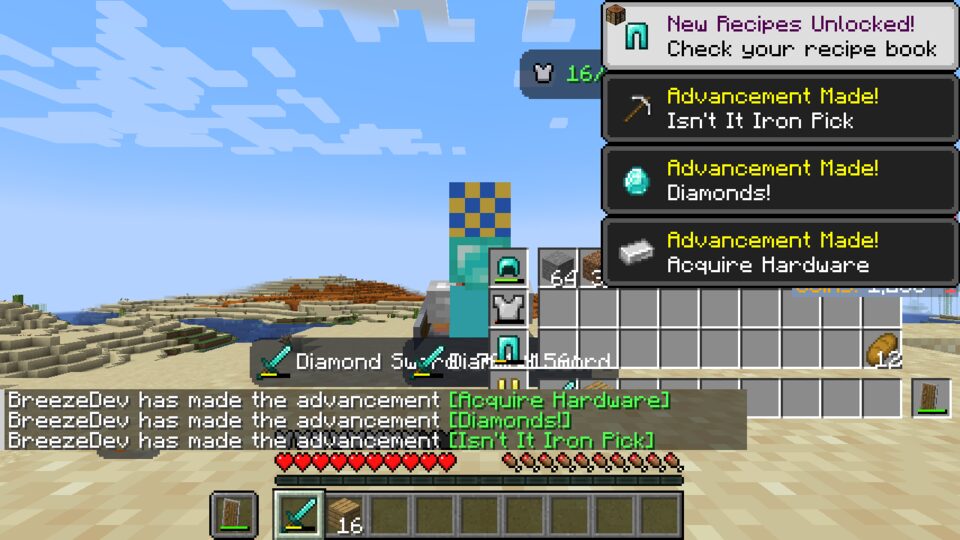 New Recipes Unlocked!
Check your recipe book
16/
Advancement Made!
Isn't It Iron Pick
Advancement Made!
Diamonds!
Advancement Made!
Acquire Hardware
64
12
Diamond
BreezeDev has made the advancement [Acquire Hardware]
BreezeDev has made the advancement [Diamonds!]
BreezeDev has made the advancement [Isn't It Iron Pick]
16